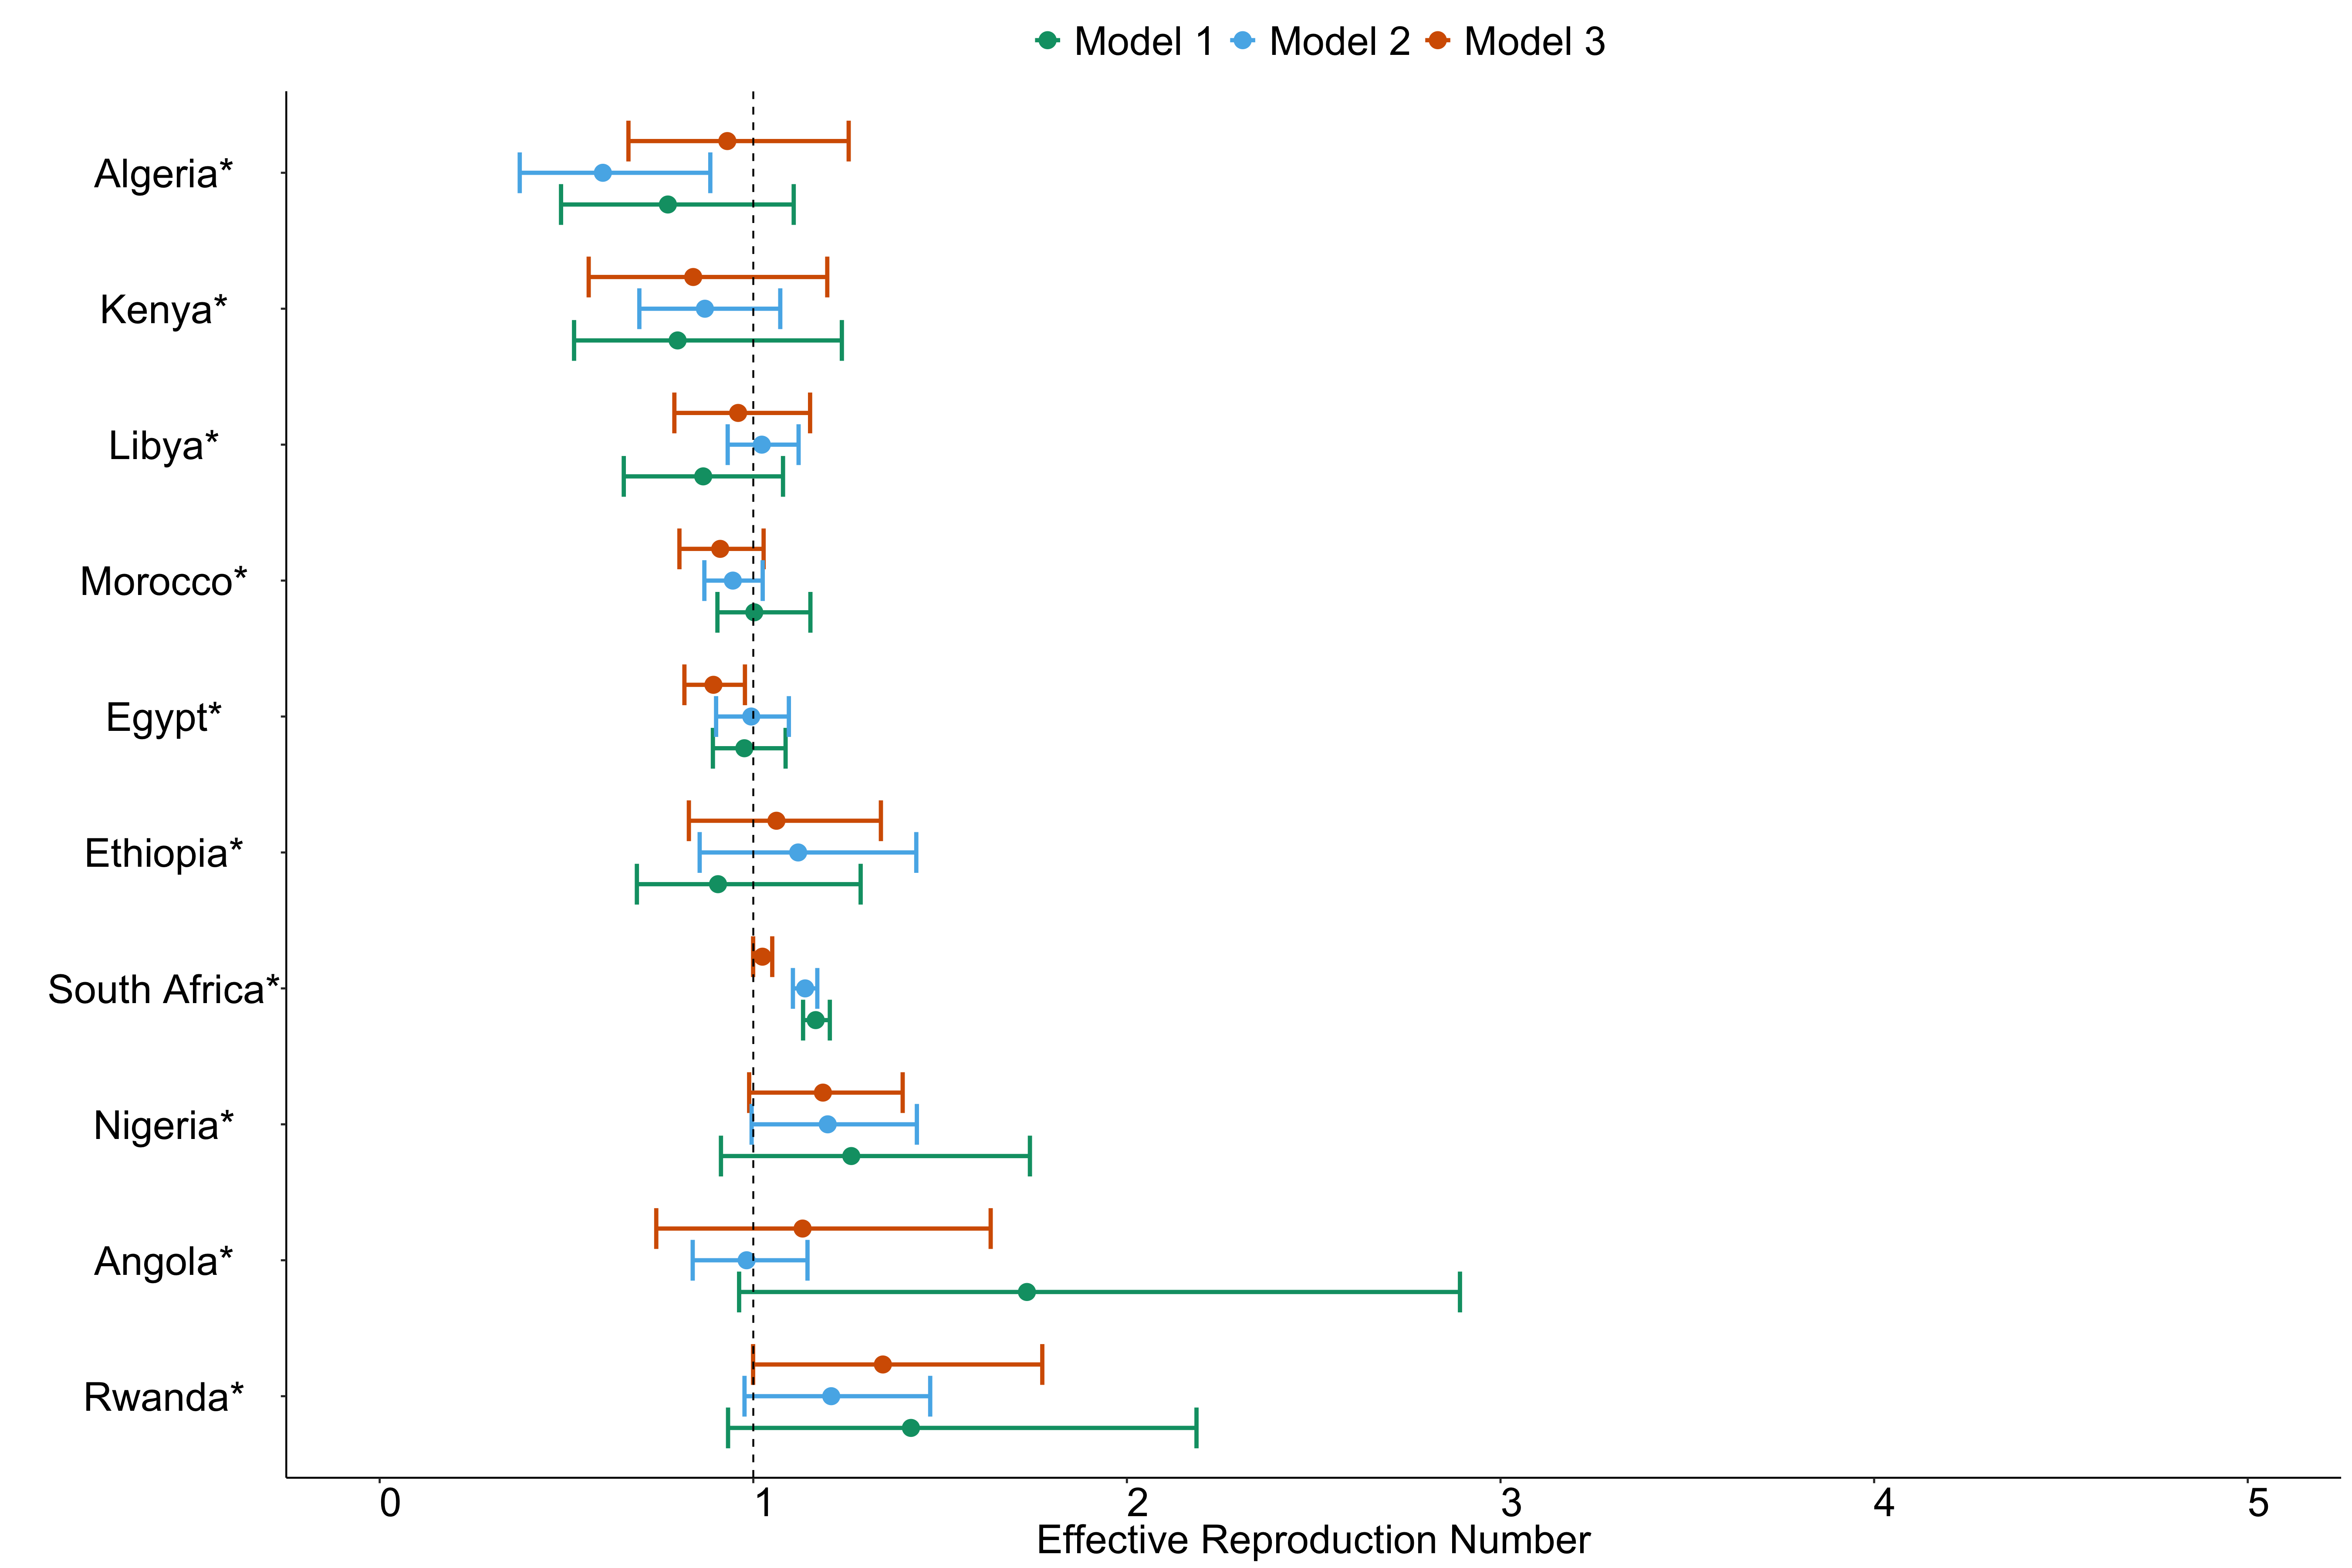 Model 1 Model 2 Model 3
Algeria*
Kenya*
Libya*
Morocco*
Egypt*
Ethiopia*
South Africa*
Nigeria*
Angola*
Rwanda*
0 1 2 3 4 5
Effective Reproduction Number